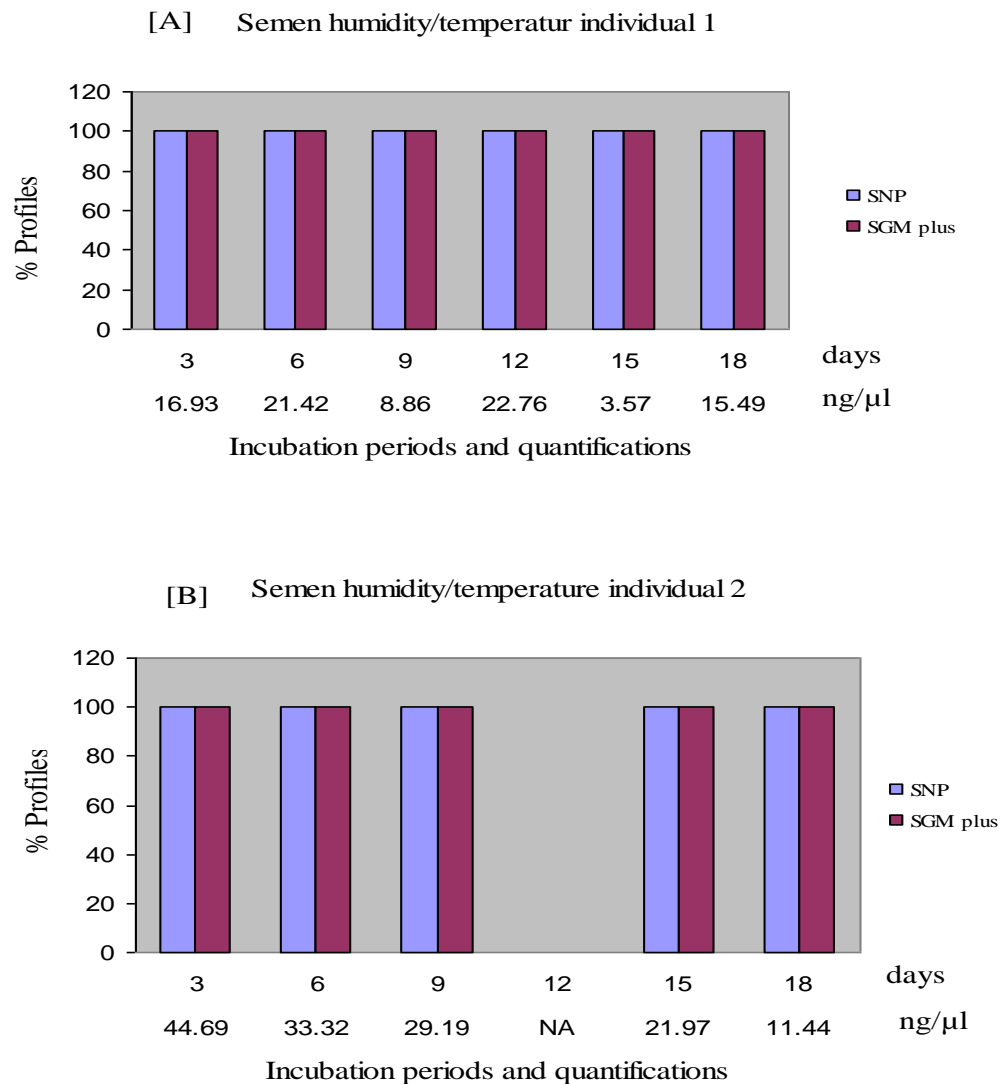 [A] Semen humidity/temperatur individual 1
120
100
80
60
40
20
0
% Profiles
SNP
SGM plus
3 6 9 12 15 18 days
16.93 21.42 8.86 22.76 3.57 15.49 ng/µl
Incubation periods and quantifications
[B] Semen humidity/temperature individual 2
120
100
80
60
40
20
0
% Profiles
SNP
SGM plus
3 6 9 12 15 18 days
44.69 33.32 29.19 NA 21.97 11.44 ng/µl
Incubation periods and quantifications